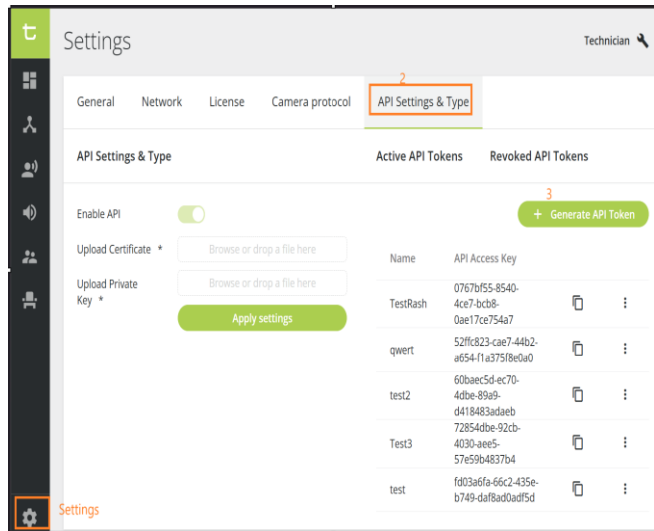 t
Settings
Technician
2
General Network License Camera protocol API Settings & Type
API Settings & Type
Active API Tokens Revoked API Tokens
3
+ Generate API Token
Enable API
Upload Certificate * Browse or drop a file here
Upload Private
Key *
Browse or drop a file here
Apply settings
Name API Access Key
TestRash
0767bf55-8540-
4ce7-bcb8-
0ae17ce754a7
qwert
52ffc823-cae7-44b2-
a654-f1a375f8e0a0
test2
60baec5d-ec70-
4dbe-89a9-
d418483adaeb
Test3
72854dbe-92cb-
4030-aee5-
57e59b4837b4
test
fd03a6fa-66c2-435e-
b749-daf8ad0adf5d
Settings